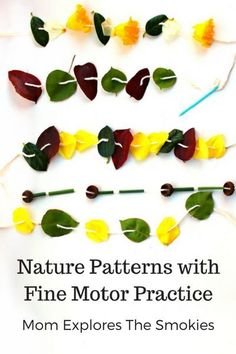 Nature Patterns with
Fine Motor Practice
Mom Explores The Smokies